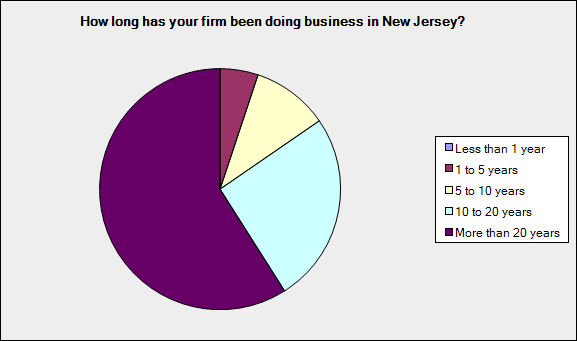 How long has your firm been doing business in New Jersey?
Less than 1 year
1 to 5 years
5 to 10 years
10 to 20 years
More than 20 years